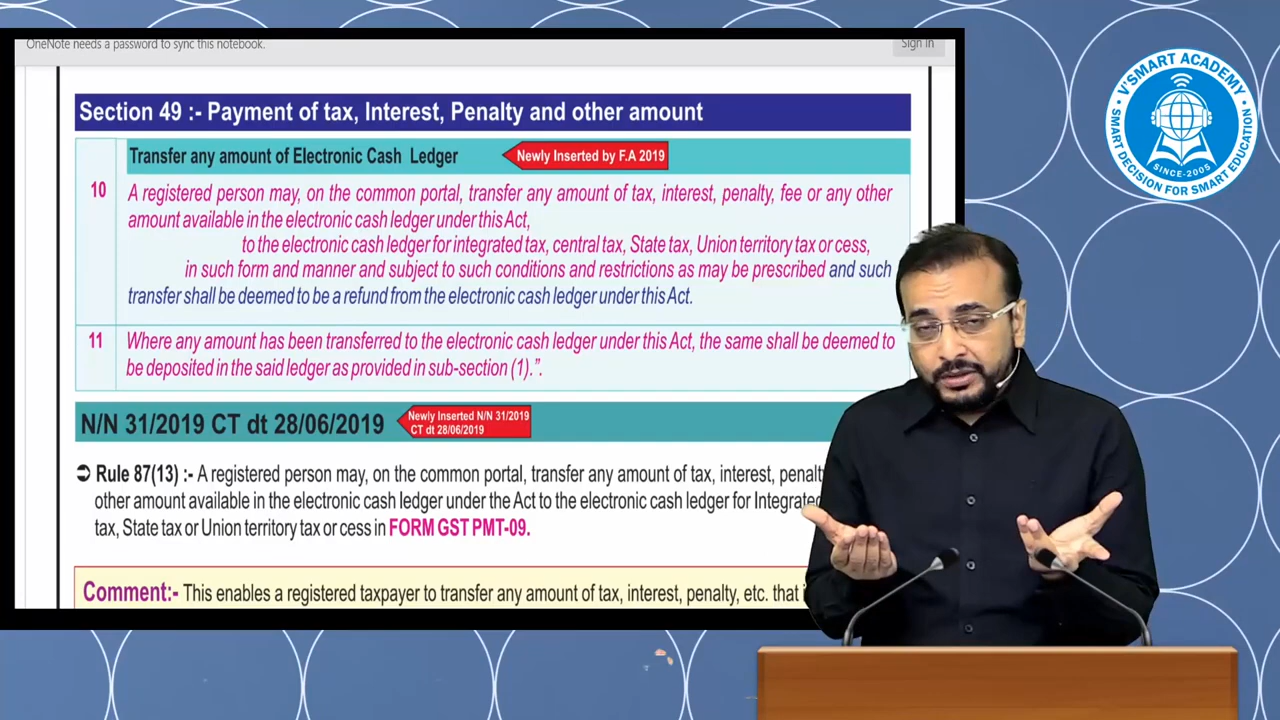 OneNote needs a password to sync this notebook.
Sign in
Section 49 :- Payment of tax, Interest, Penalty and other amount
Transfer any amount of Electronic Cash Ledger
Newly Inserted by F.A 2019
10
A registered person may, on the common portal, transfer any amount of tax, interest, penalty, fee or any other
amount available in the electronic cash ledger under this Act,
to the electronic cash ledger for integrated tax, central tax, State tax, Union territory tax or cess,
in such form and manner and subject to such conditions and restrictions as may be prescribed and such
transfer shall be deemed to be a refund from the electronic cash ledger under this Act.
11
Where any amount has been transferred to the electronic cash ledger under this Act, the same shall be deemed to
be deposited in the said ledger as provided in sub-section (1).”.
N/N 31/2019 CT dt 28/06/2019
Newly Inserted N/N 31/2019
CT dt 28/06/2019
➲ Rule 87(13) :- A registered person may, on the common portal, transfer any amount of tax, interest, penalt
other amount available in the electronic cash ledger under the Act to the electronic cash ledger for Integrated
tax, State tax or Union territory tax or cess in FORM GST PMT-09.
Comment:- This enables a registered taxpayer to transfer any amount of tax, interest, penalty, etc. that i
V'SMART ACADEMY
SMART DECISION FOR SMART EDUCATION
SINCE-2005